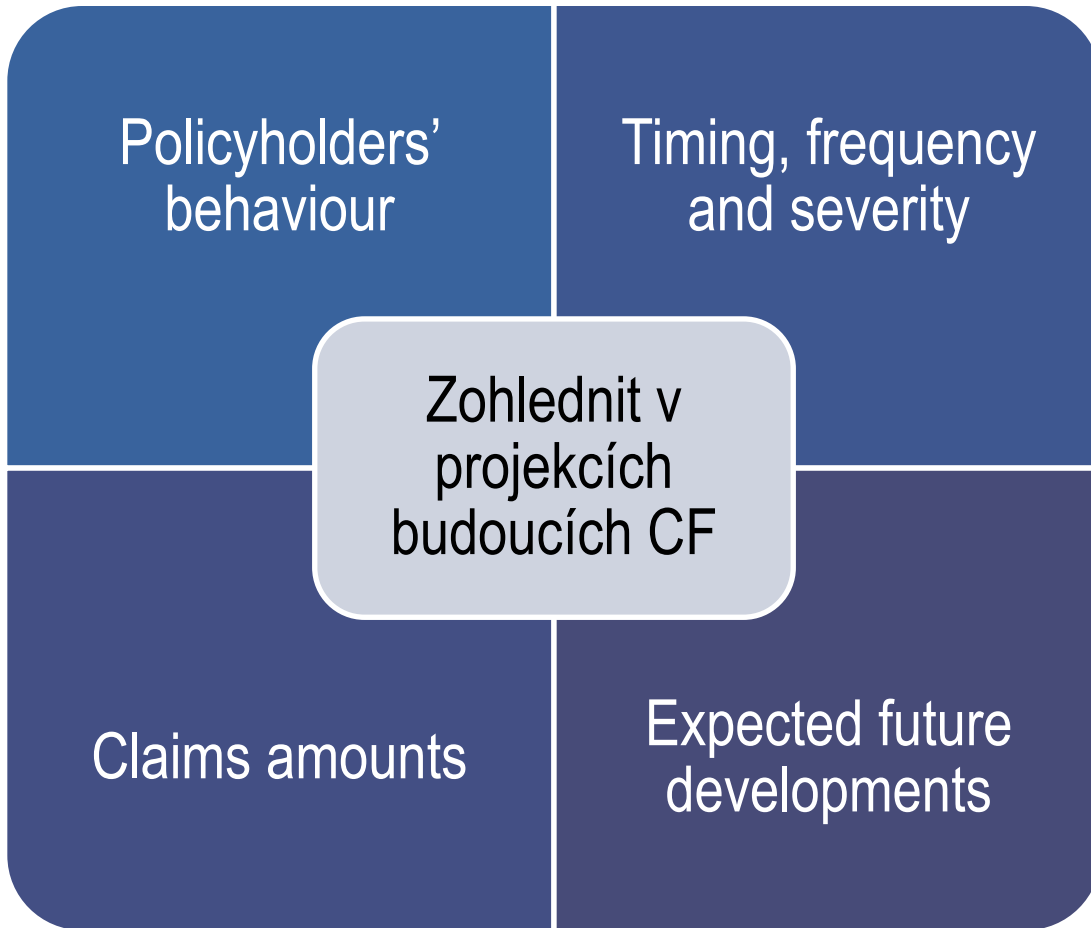 Policyholders’
behaviour
Timing, frequency
and severity
Zohlednit v
projekcích
budoucích CF
Claims amounts
Expected future
developments